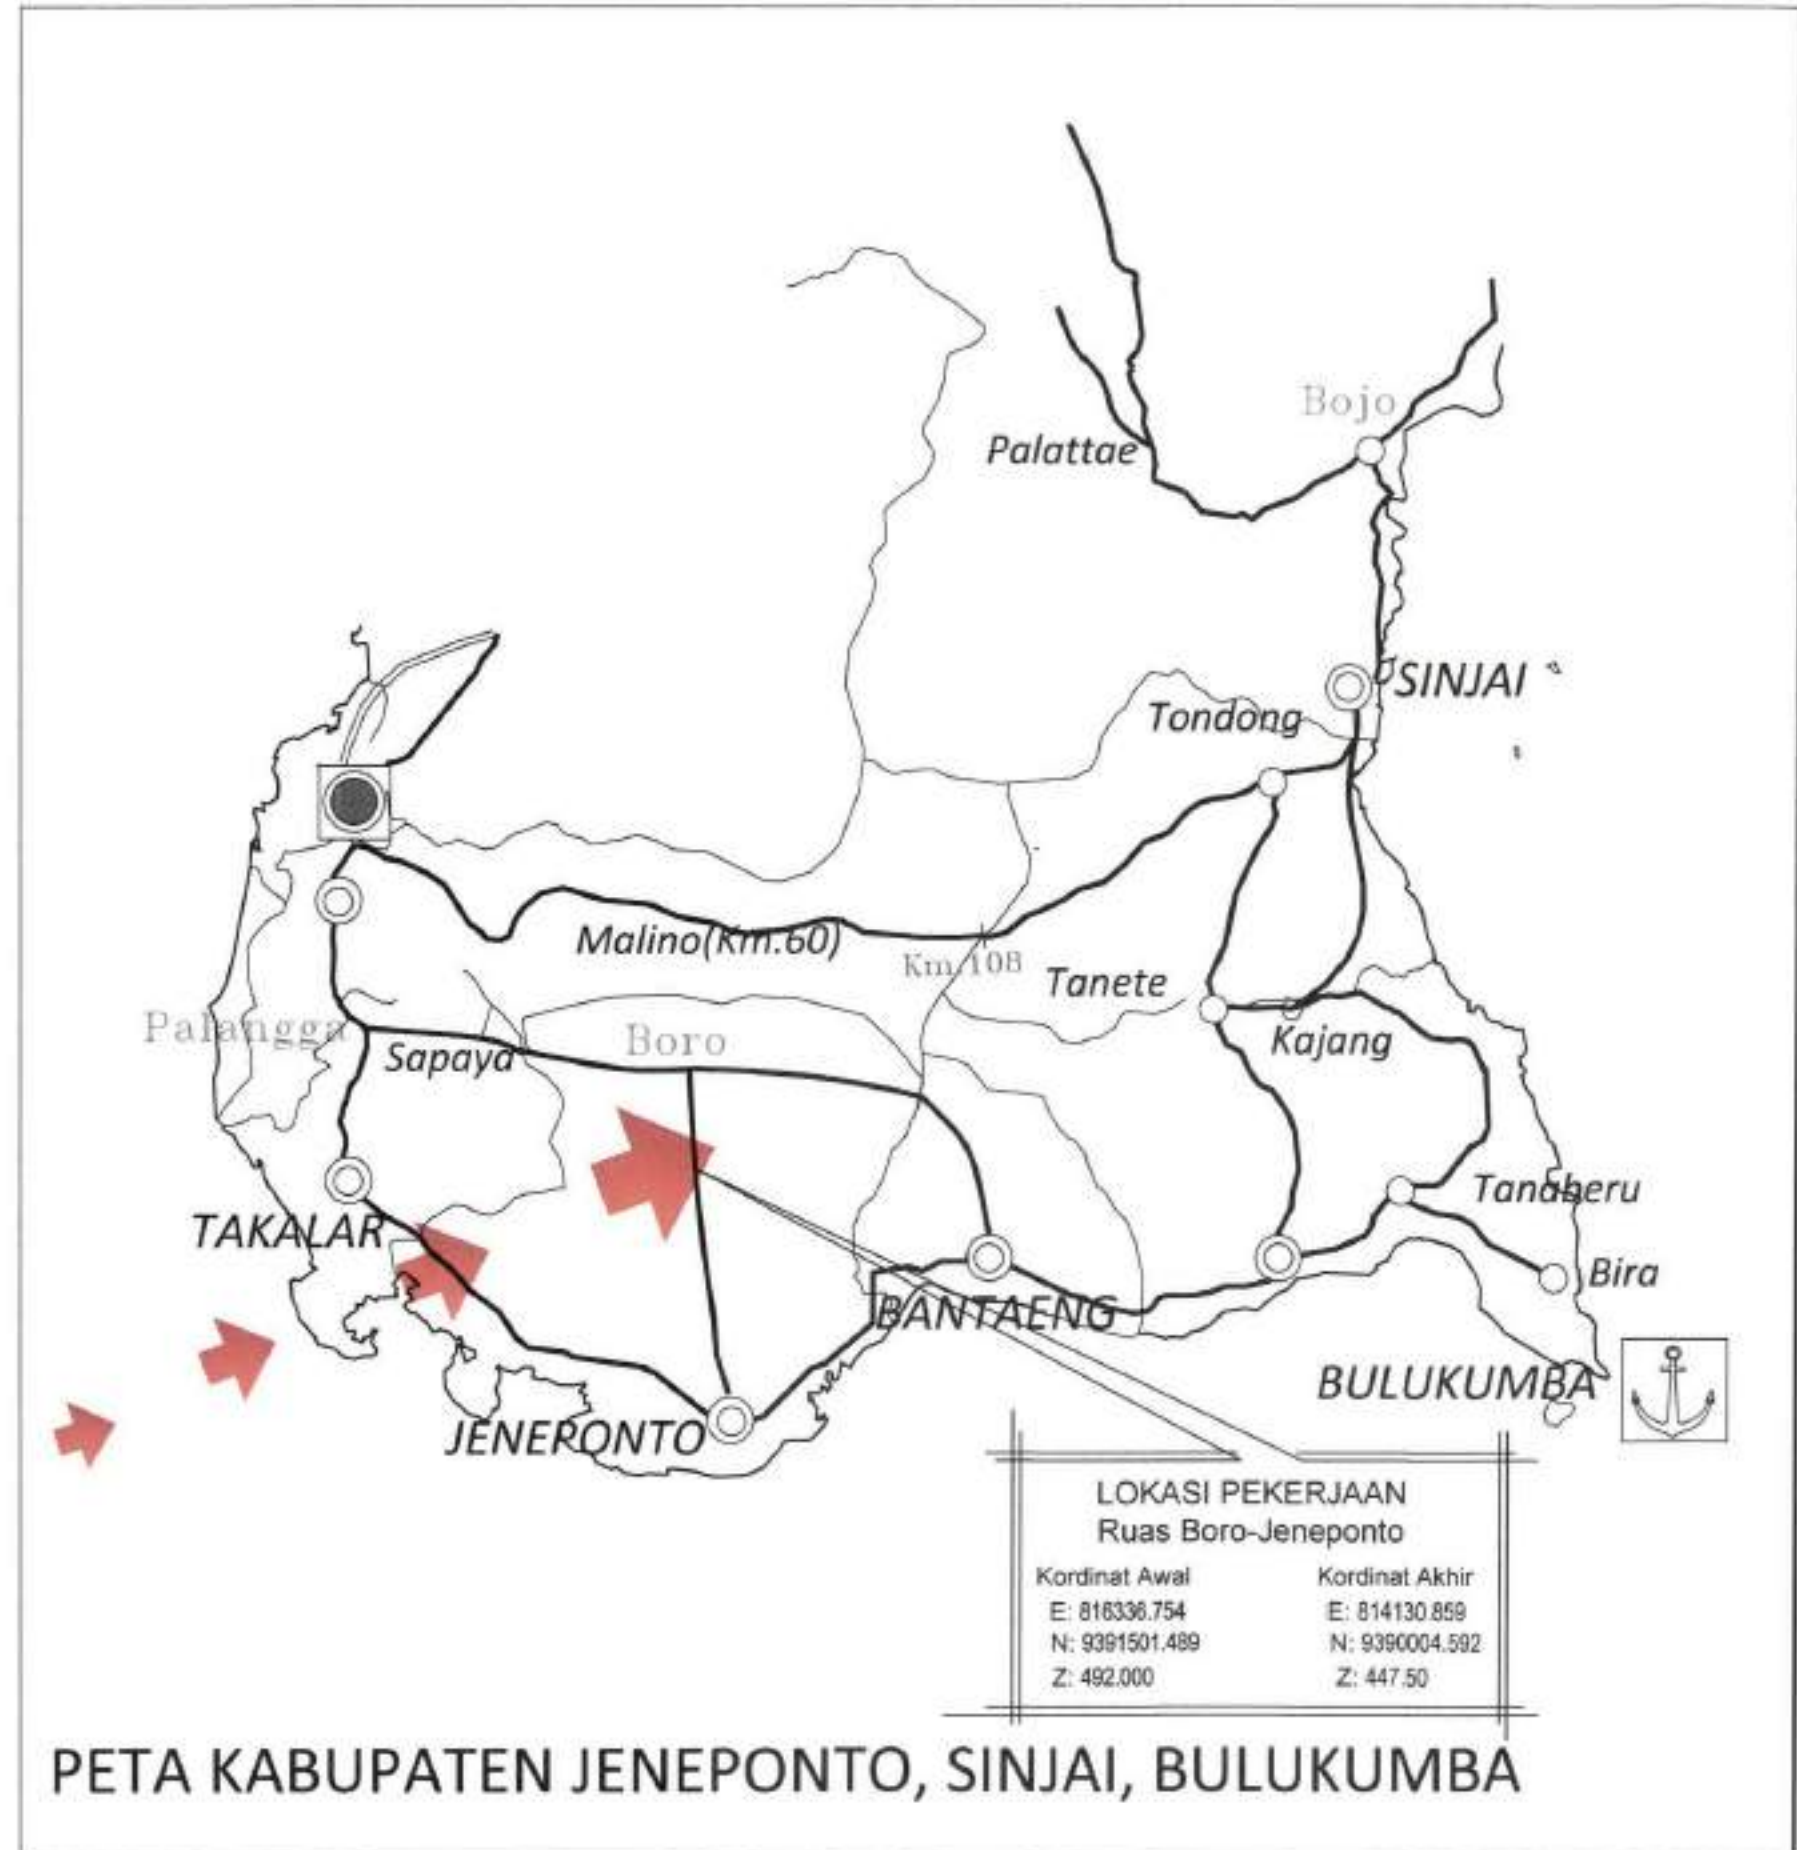 Bojo
Palattae
SINJAI
Tondong
Malino(Km.60)
Km.108
Tanete
Palangga
Boro
Kajang
Sapaya
Tanaberu
TAKALAR
Bira
BANTAENG
BULUKUMBA
JENEPONTO
LOKASI PEKERJAAN
Ruas Boro-Jeneponto
Kordinat Awal
Kordinat Akhir
E: 816336.754
E: 814130.859
N: 9391501.489
N: 9390004.592
Z: 492.000
Z: 447.50
PETA KABUPATEN JENEPONTO, SINJAI, BULUKUMBA